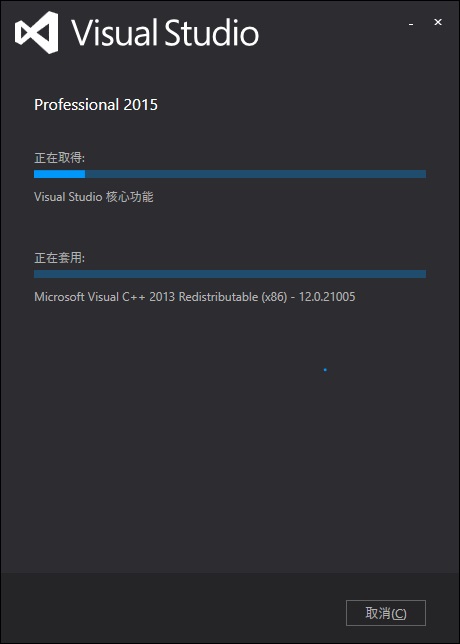 Visual Studio
Professional 2015
正在取得:
Visual Studio 核心功能
正在套用:
Microsoft Visual C++ 2013 Redistributable (x86) - 12.0.21005
取消(C)